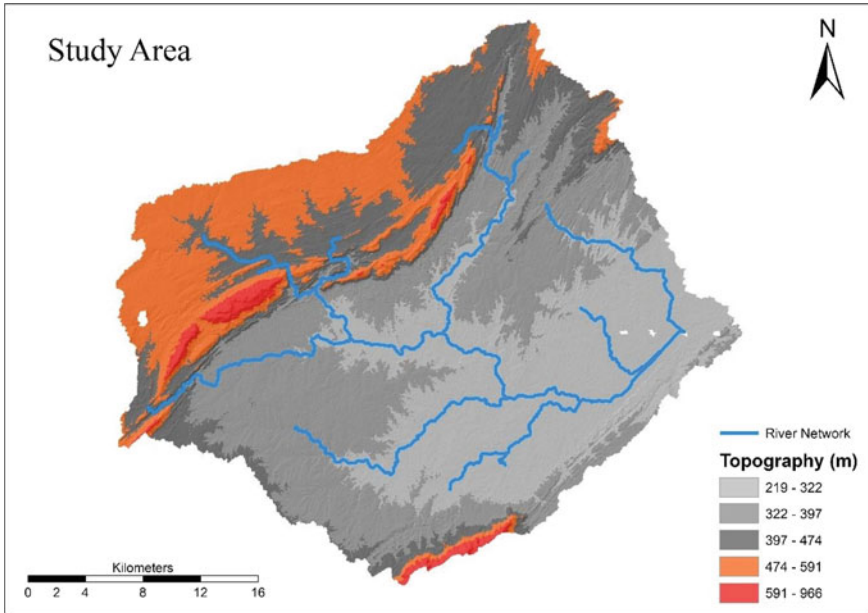 Study Area
N
River Network
Topography (m)
219 - 322
322 - 397
397 - 474
474 - 591
591 - 966
Kilometers
0 2 4 8 12 16